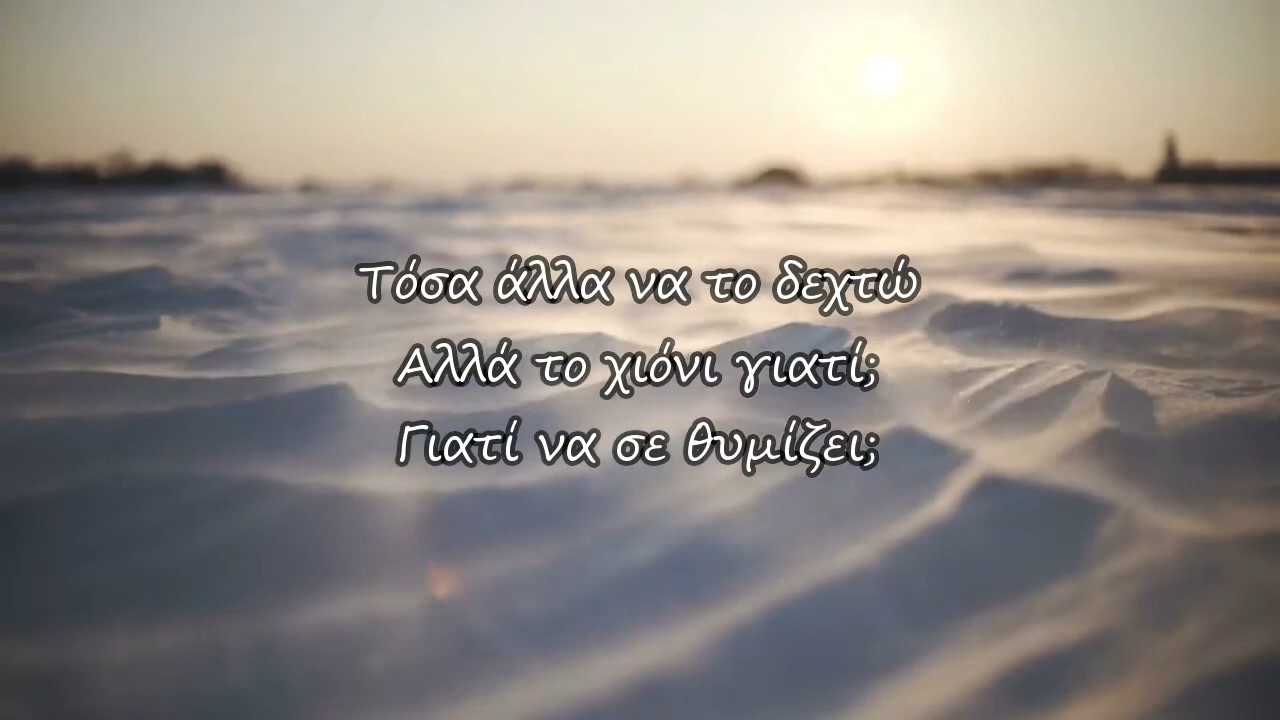 Τόσα άλλα να το δεχτώ
Αλλά το χιόνι γιατί;
Γιατί να σε θυμίζει;